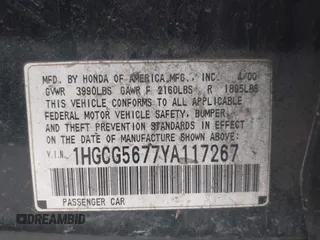 MFD. BY HONDA OF AMERICA MFG., INC. 4/00
GVWR 3990LBS GAWR F 2160LBS R 1805LBS
THIS VEHICLE CONFORMS TO ALL APPLICABLE
FEDERAL MOTOR VEHICLE SAFETY, BUMPER,
AND THEFT PREVENTION STANDARDS IN EFFECT
ON THE DATE OF MANUFACTURE SHOWN ABOVE.
V.I.N. 1HGCG5677YA117267
PASSENGER CAR
DREAMBID